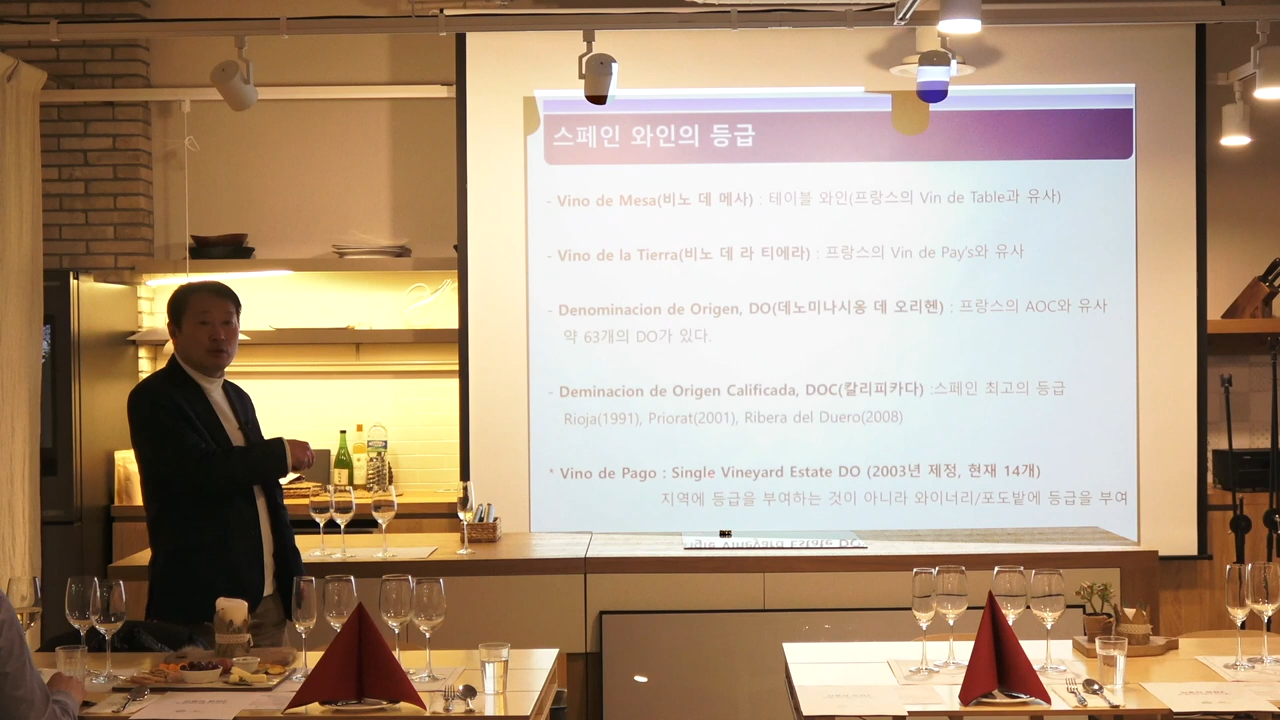 스페인 와인의 등급
- Vino de Mesa(비노 데 메사) : 테이블 와인(프랑스의 Vin de Table과 유사)
- Vino de la Tierra(비노 데 라 티에라) : 프랑스의 Vin de Pay's와 유사
- Denominacion de Origen, DO(데노미나시옹 데 오리헨) : 프랑스의 AOC와 유사
약 63개의 DO가 있다.
- Deminacion de Origen Calificada, DOC(칼리피카다) :스페인 최고의 등급
Rioja(1991), Priorat(2001), Ribera del Duero(2008)
* Vino de Pago : Single Vineyard Estate DO (2003년 제정, 현재 14개)
지역에 등급을 부여하는 것이 아니라 와이너리/포도밭에 등급을 부여